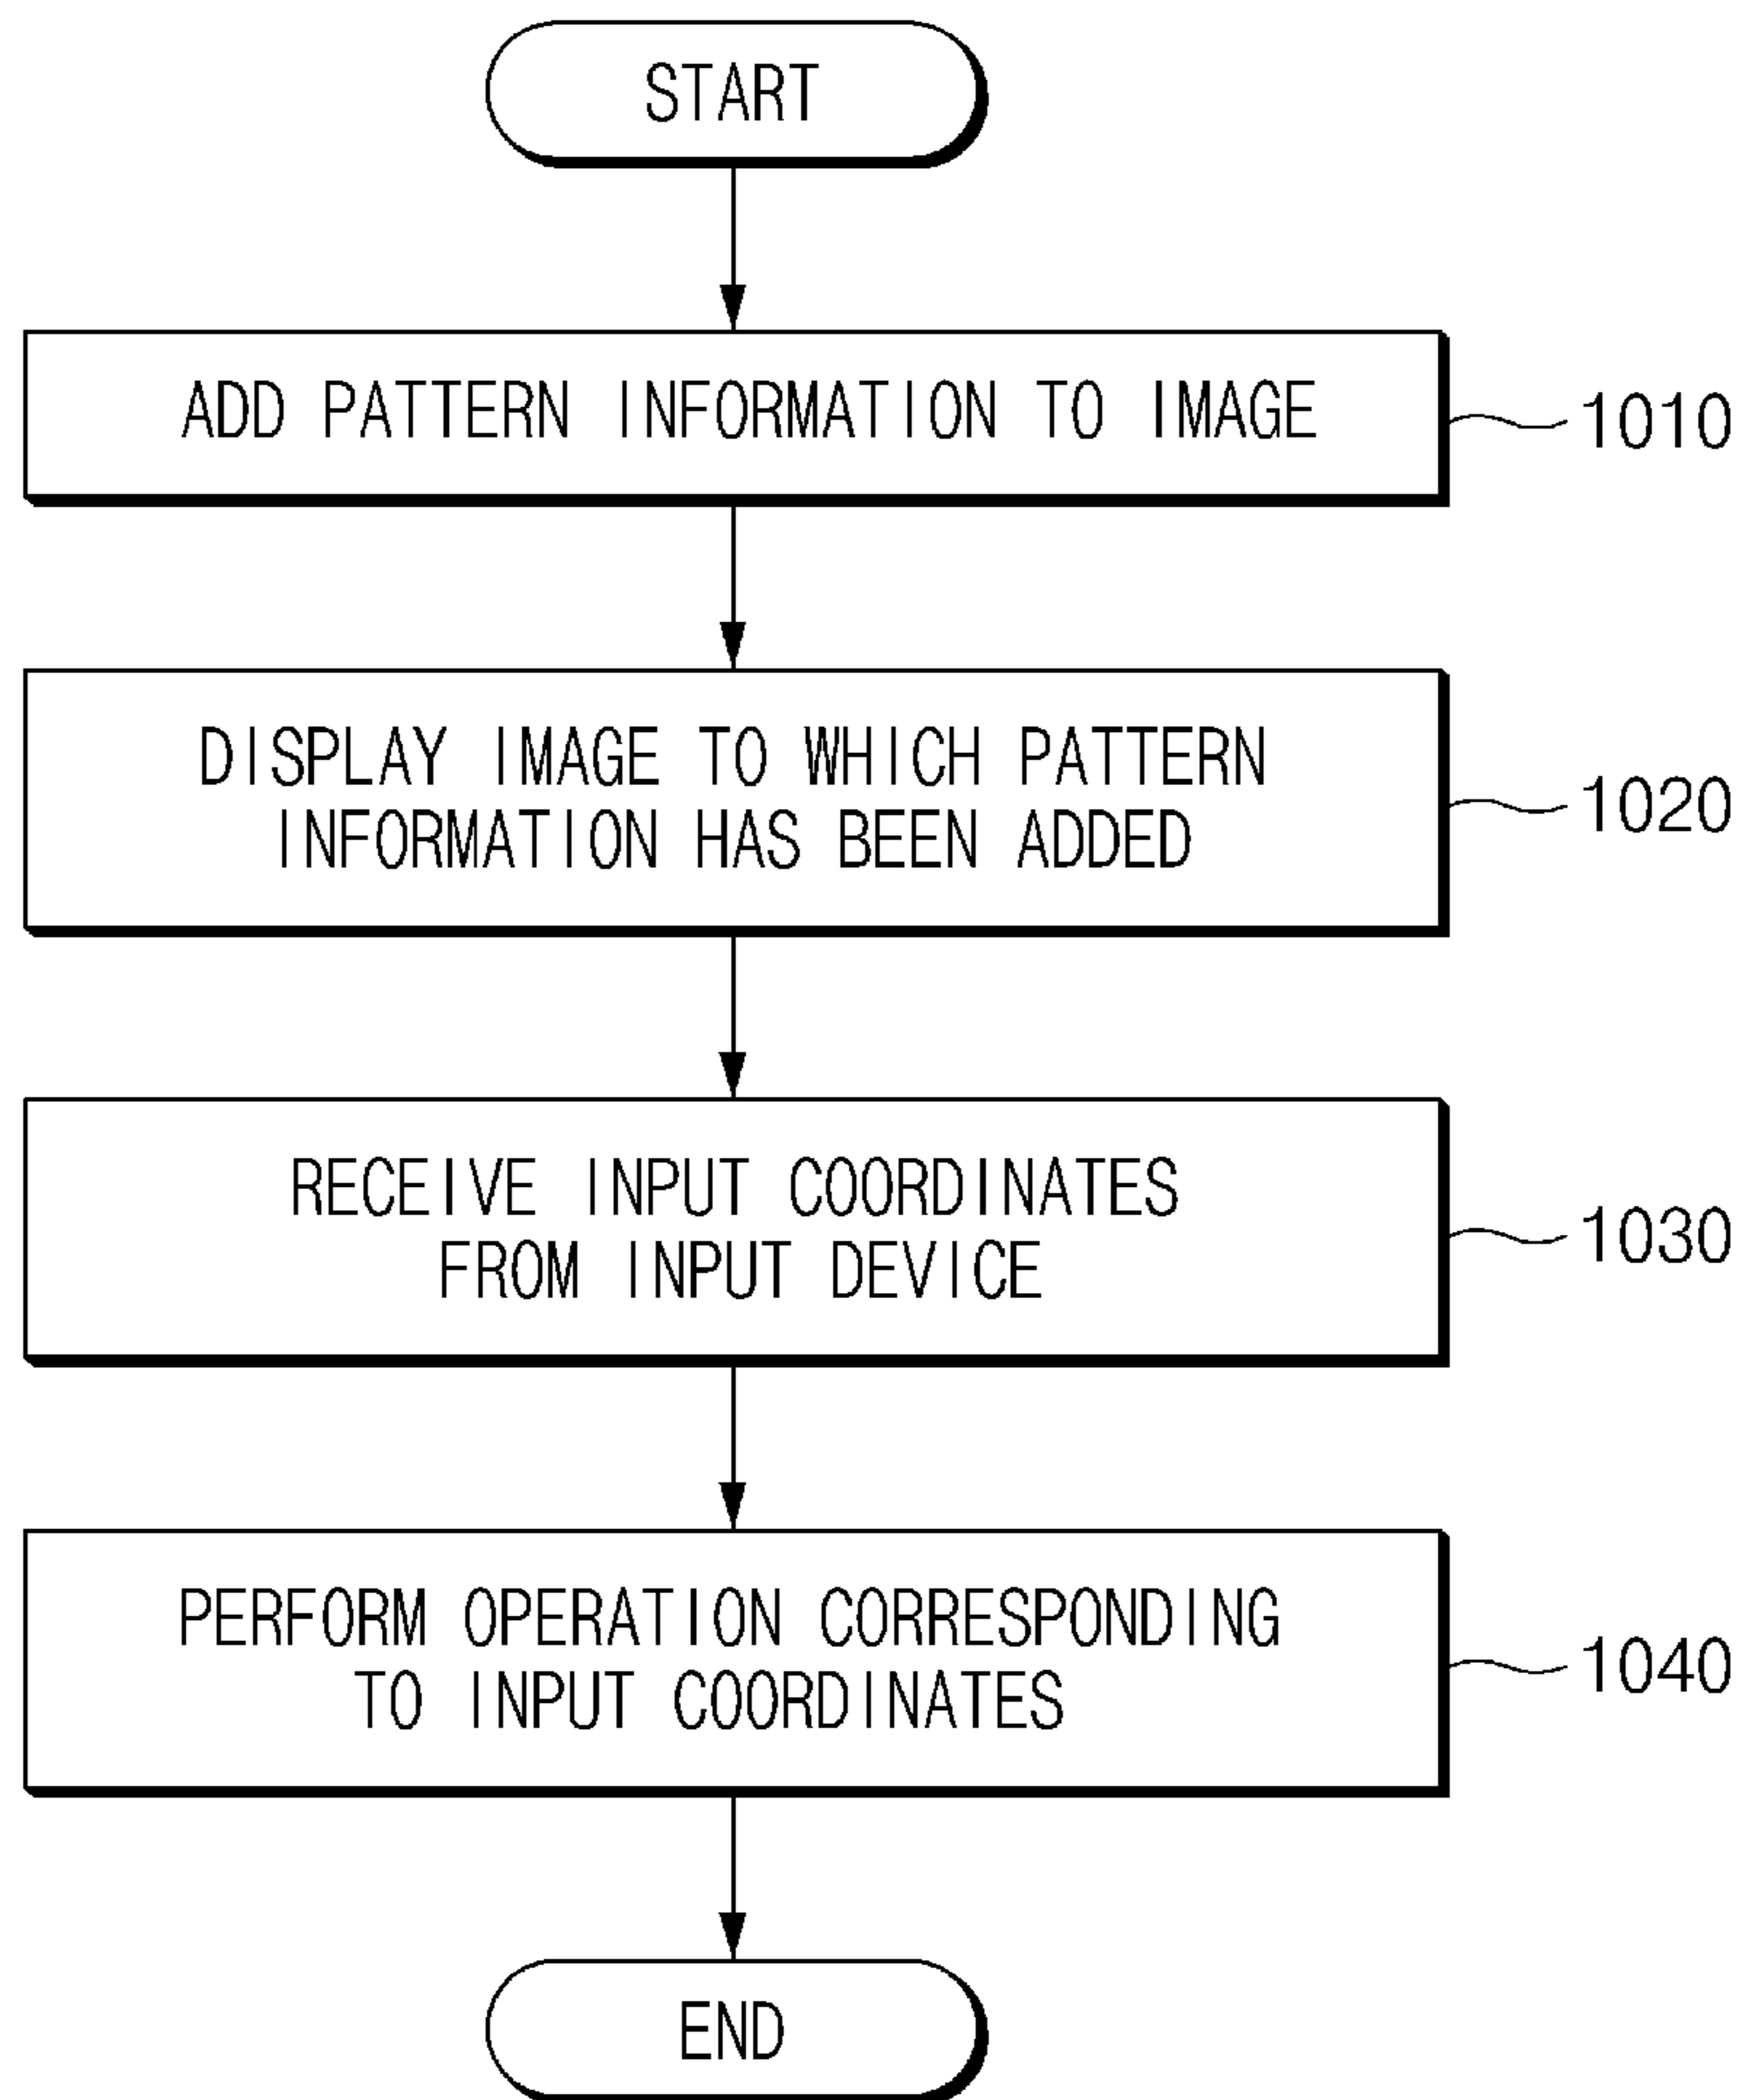 START
ADD PATTERN INFORMATION TO IMAGE
1010
DISPLAY IMAGE TO WHICH PATTERN
INFORMATION HAS BEEN ADDED
1020
RECEIVE INPUT COORDINATES
FROM INPUT DEVICE
1030
PERFORM OPERATION CORRESPONDING
TO INPUT COORDINATES
1040
END